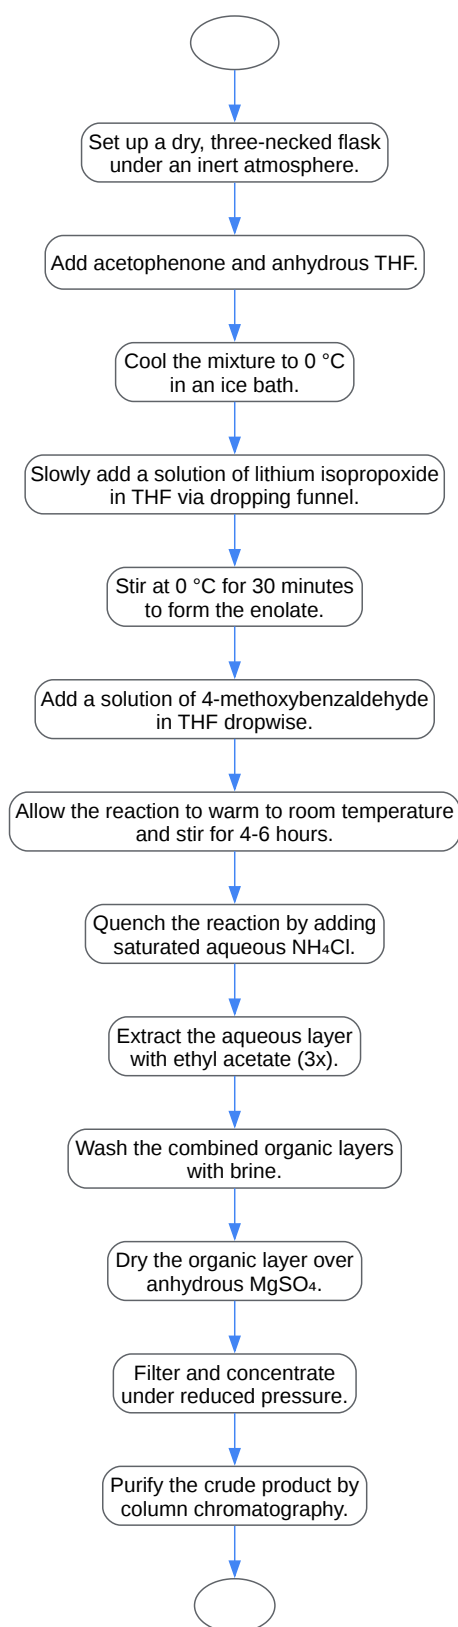 Set up a dry, three-necked flask
under an inert atmosphere.
Add acetophenone and anhydrous THF.
Cool the mixture to 0 °C
in an ice bath.
Slowly add a solution of lithium isopropoxide
in THF via dropping funnel.
Stir at 0 °C for 30 minutes
to form the enolate.
Add a solution of 4-methoxybenzaldehyde
in THF dropwise.
Allow the reaction to warm to room temperature
and stir for 4-6 hours.
Quench the reaction by adding
saturated aqueous NH₄Cl.
Extract the aqueous layer
with ethyl acetate (3x).
Wash the combined organic layers
with brine.
Dry the organic layer over
anhydrous MgSO₄.
Filter and concentrate
under reduced pressure.
Purify the crude product by
column chromatography.